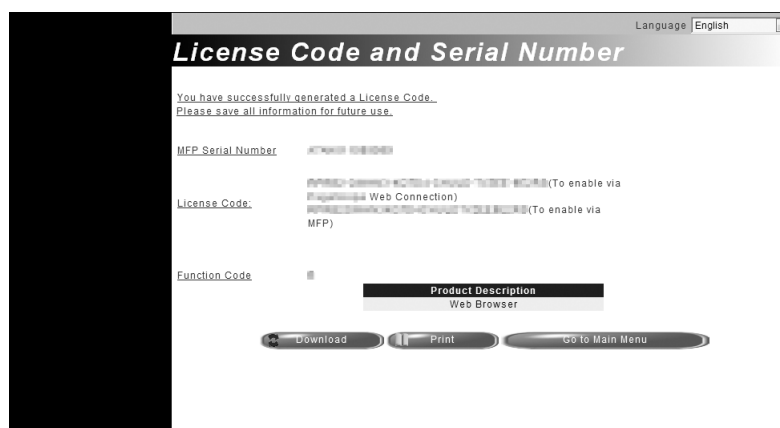 Language English
License Code and Serial Number
You have successfully generated a License Code.
Please save all information for future use.
MFP Serial Number
License Code:
(To enable via
Web Connection)
(To enable via
MFP)
Function Code
Product Description
Web Browser
Download Print Go to Main Menu